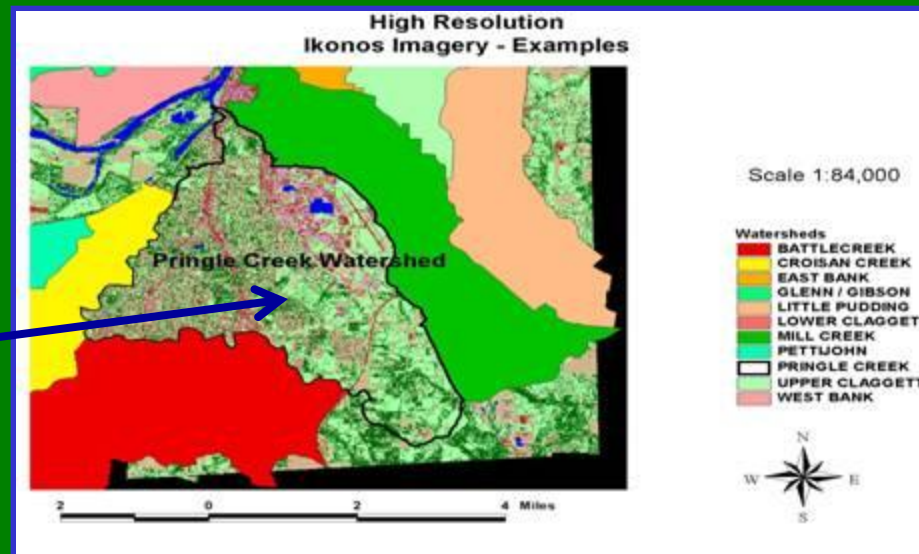 High Resolution
Ikonos Imagery - Examples
Scale 1:84,000
Pringle Creek Watershed
Watersheds
BATTLECREEK
CROISAN CREEK
EAST BANK
GLENN / GIBSON
LITTLE PUDDING
LOWER CLAGGETT
MILL CREEK
PETTIJOHN
PRINGLE CREEK
UPPER CLAGGETT
WEST BANK
N
W E
S
2 0 2 4 Miles